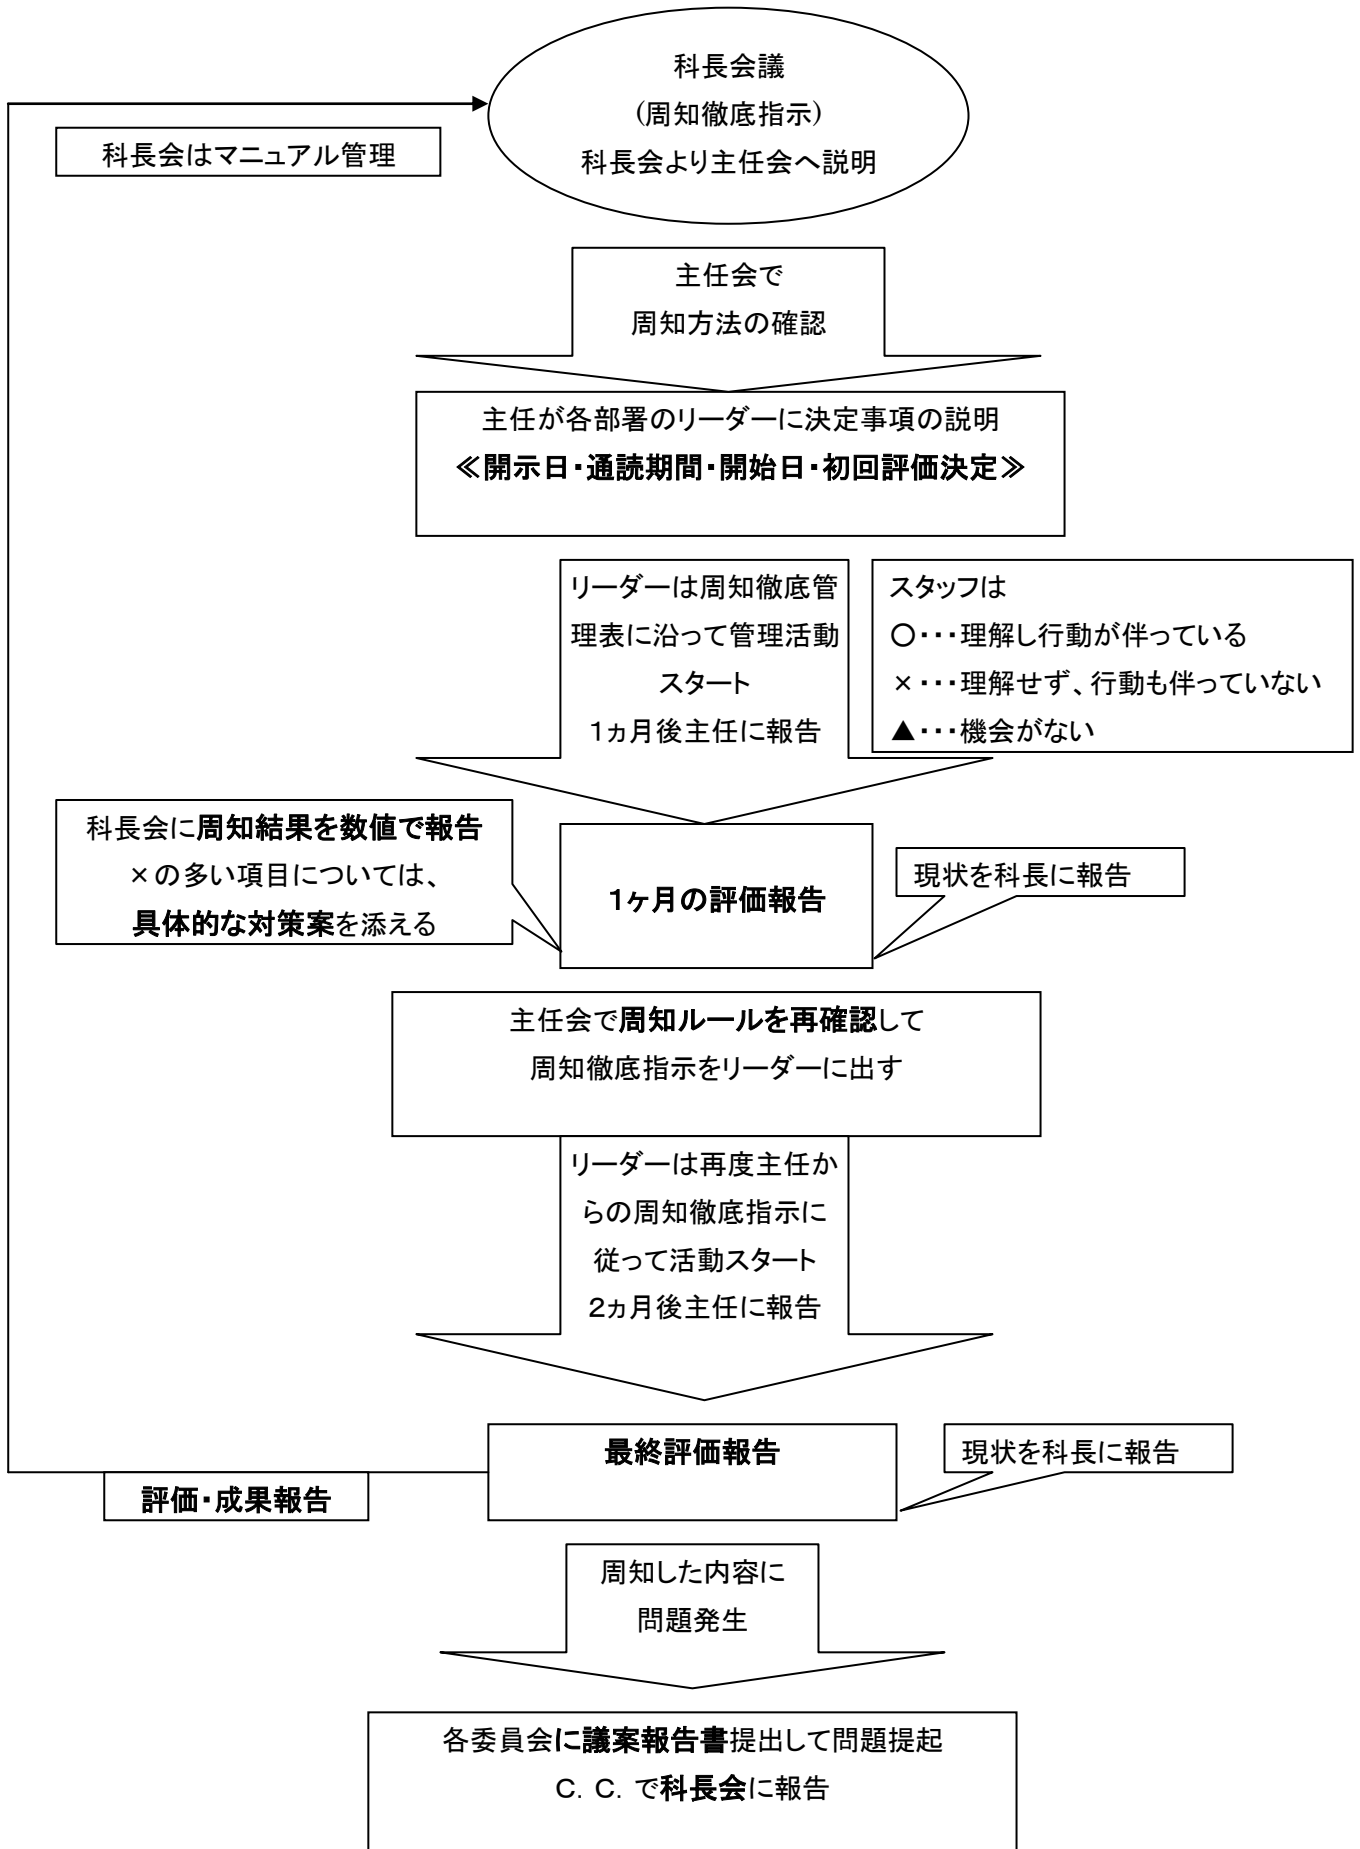 科長会議
(周知徹底指示)
科長会より主任会へ説明
科長会はマニュアル管理
主任会で
周知方法の確認
主任が各部署のリーダーに決定事項の説明
≪開示日・通読期間・開始日・初回評価決定≫
リーダーは周知徹底管
理表に沿って管理活動
スタート
1ヵ月後主任に報告
スタッフは
○・・・理解し行動が伴っている
×・・・理解せず、行動も伴っていない
▲・・・機会がない
科長会に周知結果を数値で報告
×の多い項目については、
具体的な対策案を添える
1ヶ月の評価報告
現状を科長に報告
主任会で周知ルールを再確認して
周知徹底指示をリーダーに出す
リーダーは再度主任か
らの周知徹底指示に
従って活動スタート
2ヵ月後主任に報告
最終評価報告
現状を科長に報告
評価・成果報告
周知した内容に
問題発生
各委員会に議案報告書提出して問題提起
C. C. で科長会に報告